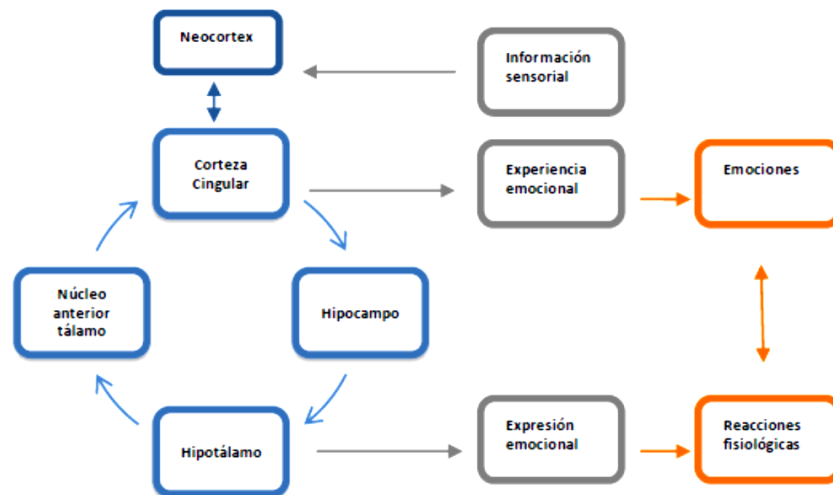 Neocortex
Información
sensorial
Corteza
Cingular
Experiencia
emocional
Emociones
Núcleo
anterior
tálamo
Hipocampo
Hipotálamo
Expresión
emocional
Reacciones
fisiológicas